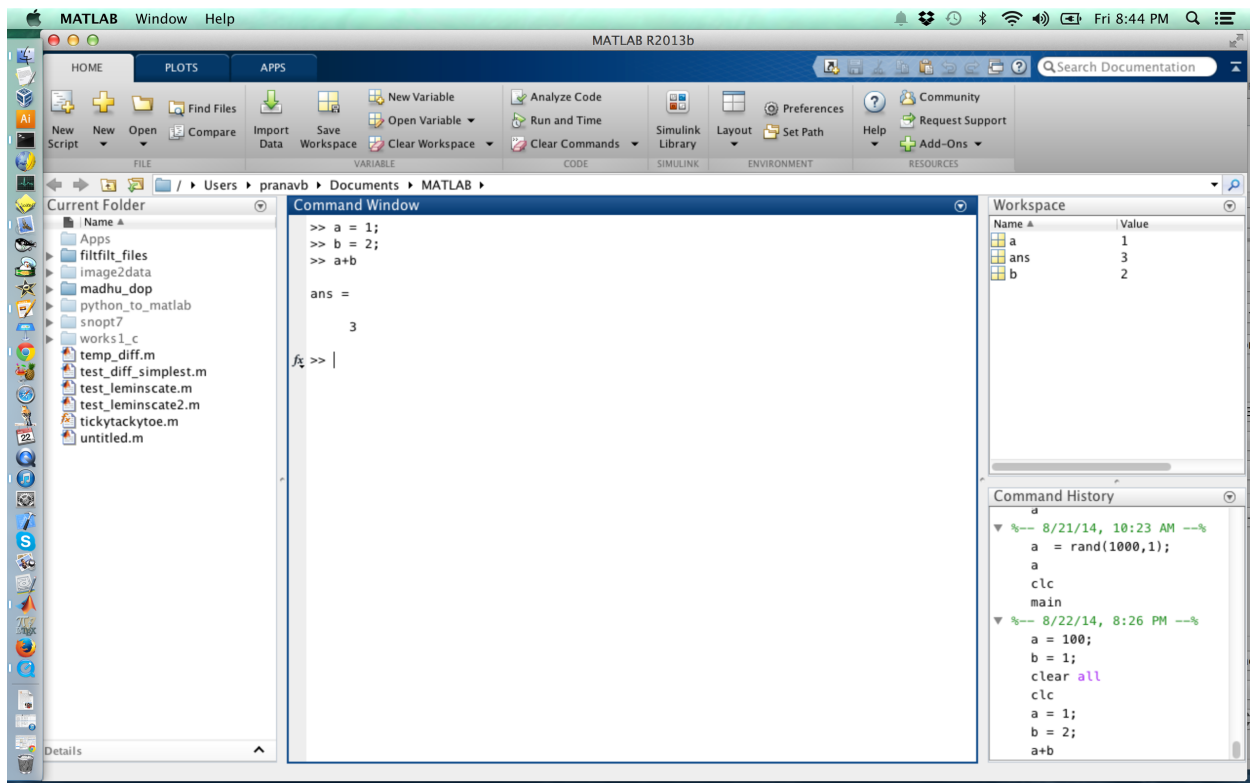 MATLAB Window Help
Fri 8:44 PM
MATLAB R2013b
HOME PLOTS APPS
Search Documentation
New Script
New
Open
Find Files
Compare
FILE
Import Data
Save Workspace
New Variable
Open Variable
Clear Workspace
VARIABLE
Analyze Code
Run and Time
Clear Commands
CODE
Simulink Library
SIMULINK
Layout
Preferences
Set Path
ENVIRONMENT
Help
Community
Request Support
Add-Ons
RESOURCES
/ Users pranavb Documents MATLAB
Current Folder
Name
Apps
filtfilt_files
image2data
madhu_dop
python_to_matlab
snopt7
works1_c
temp_diff.m
test_diff_simplest.m
test_leminscate.m
test_leminscate2.m
tickytackytoe.m
untitled.m
Details
Command Window
>> a = 1;
>> b = 2;
>> a+b
ans =
3
fx >>
Workspace
Name Value
a 1
ans 3
b 2
Command History
a
%-- 8/21/14, 10:23 AM --%
a = rand(1000,1);
a
clc
main
%-- 8/22/14, 8:26 PM --%
a = 100;
b = 1;
clear all
clc
a = 1;
b = 2;
a+b
Ai
22
S